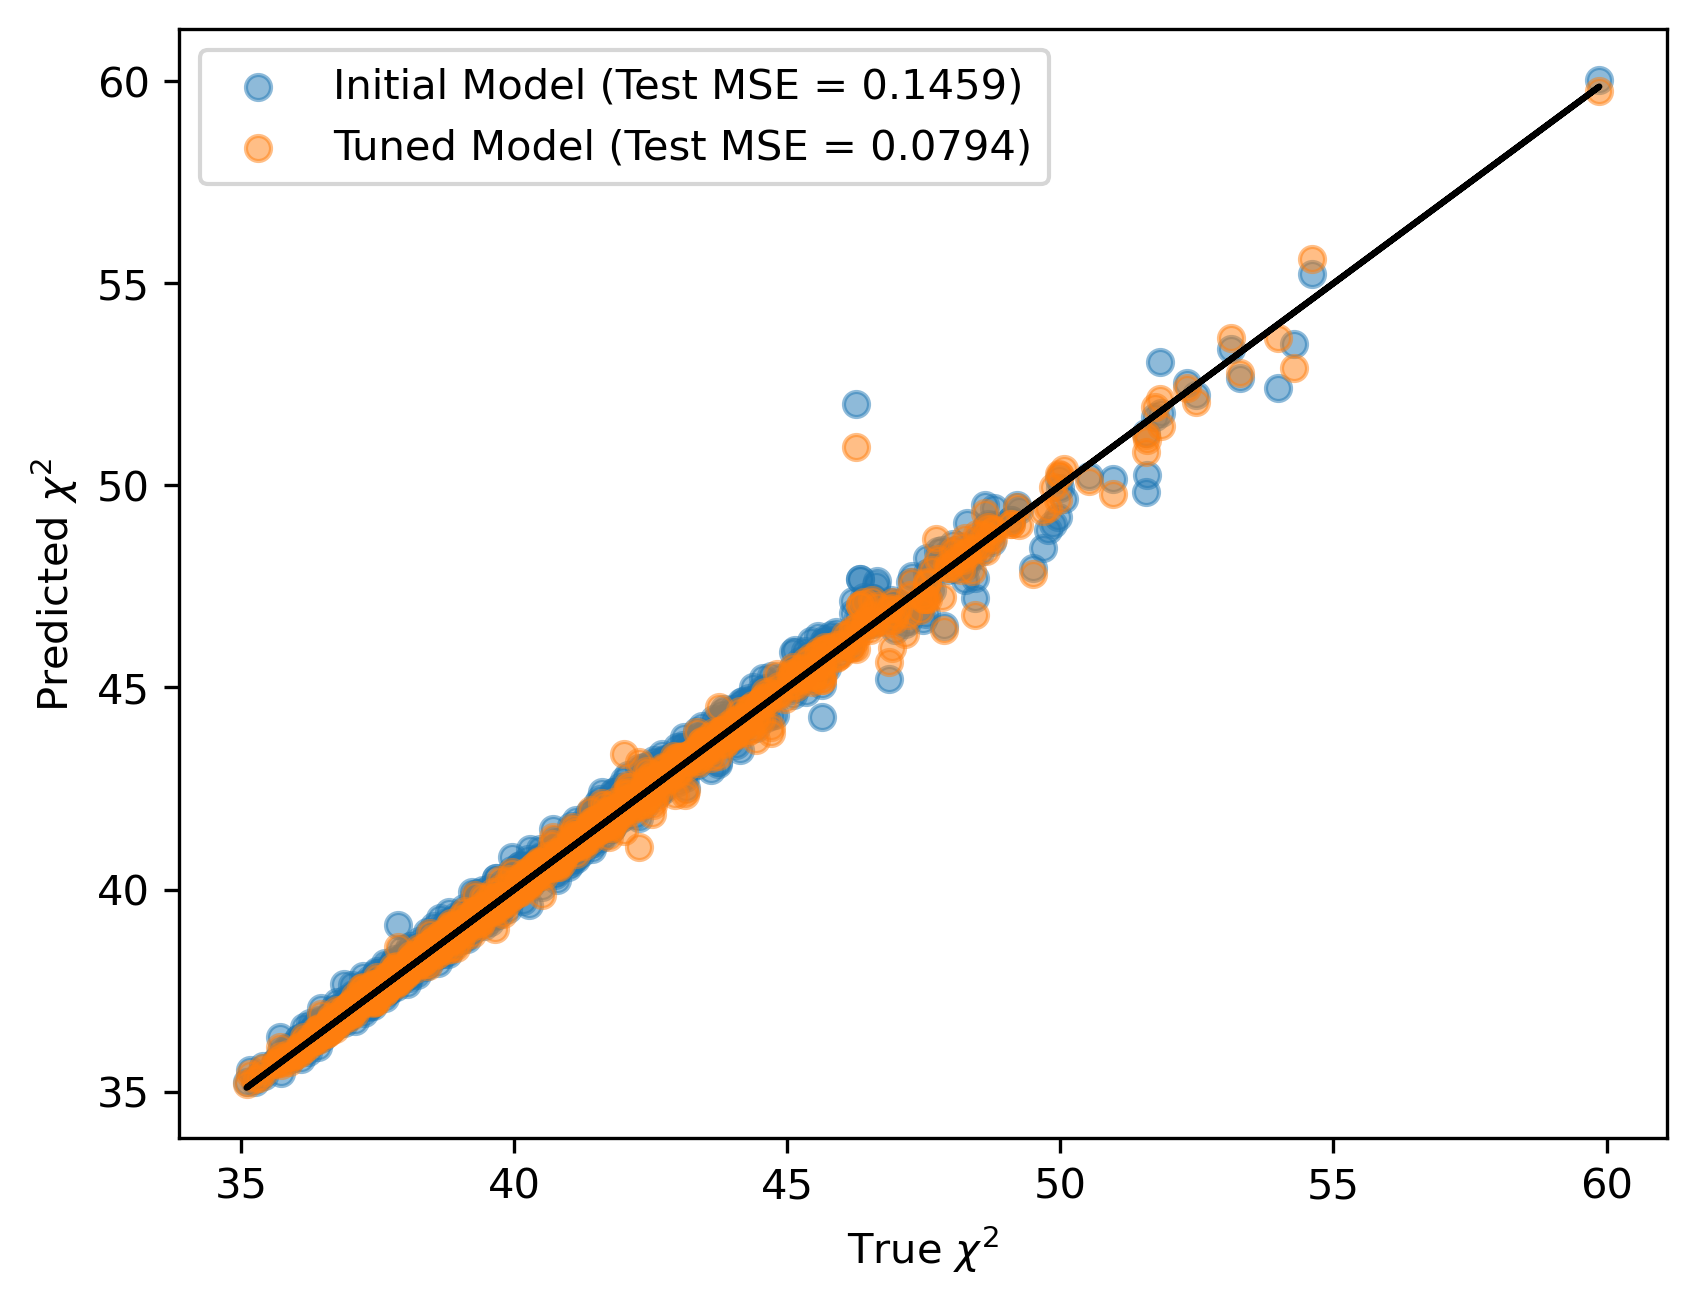 Initial Model (Test MSE = 0.1459)
Tuned Model (Test MSE = 0.0794)
60
55
50
45
40
35
Predicted χ²
35 40 45 50 55 60
True χ²